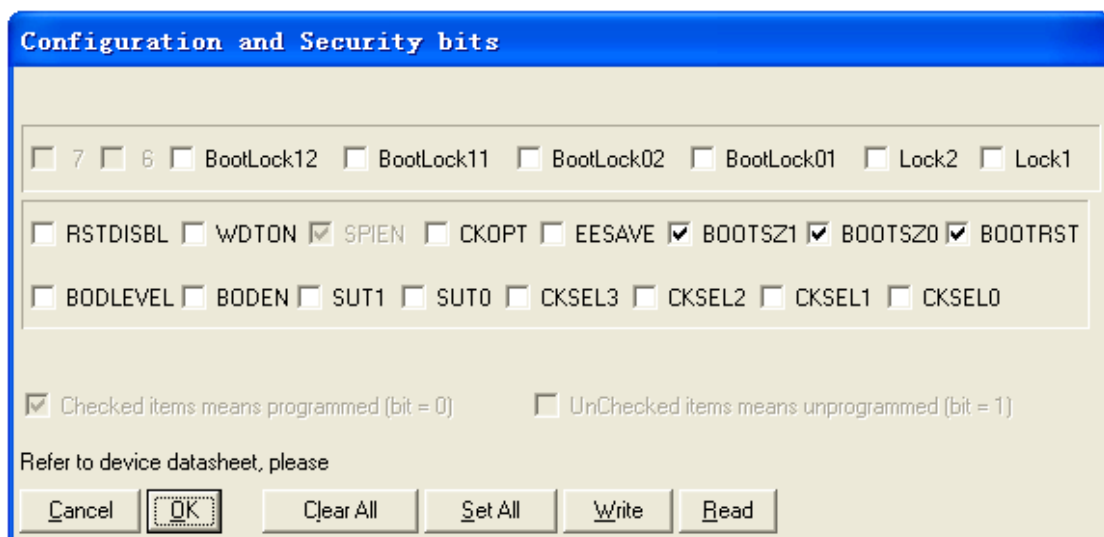 Configuration and Security bits
7 6 BootLock12 BootLock11 BootLock02 BootLock01 Lock2 Lock1
RSTDISBL WDTON SPIEN CKOPT EESAVE BOOTSZ1 BOOTSZ0 BOOTRST
BODLEVEL BODEN SUT1 SUT0 CKSEL3 CKSEL2 CKSEL1 CKSEL0
Checked items means programmed (bit = 0) UnChecked items means unprogrammed (bit = 1)
Refer to device datasheet, please
Cancel OK Clear All Set All Write Read